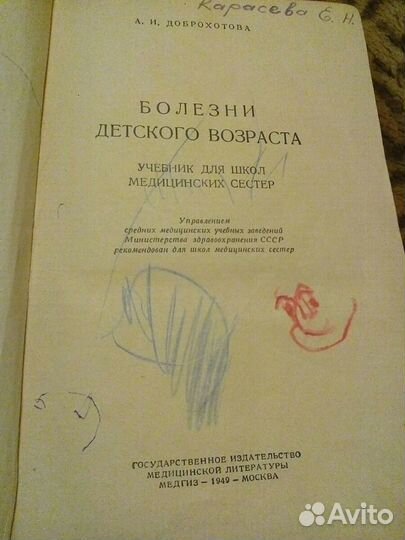 Карасева Е. Н.
А. И. ДОБРОХОТОВА
БОЛЕЗНИ
ДЕТСКОГО ВОЗРАСТА
УЧЕБНИК ДЛЯ ШКОЛ
МЕДИЦИНСКИХ СЕСТЕР
Управлением
средних медицинских учебных заведений
Министерства здравоохранения СССР
рекомендован для школ медицинских сестер
ГОСУДАРСТВЕННОЕ ИЗДАТЕЛЬСТВО
МЕДИЦИНСКОЙ ЛИТЕРАТУРЫ
МЕДГИЗ — 1949 — МОСКВА
Avito